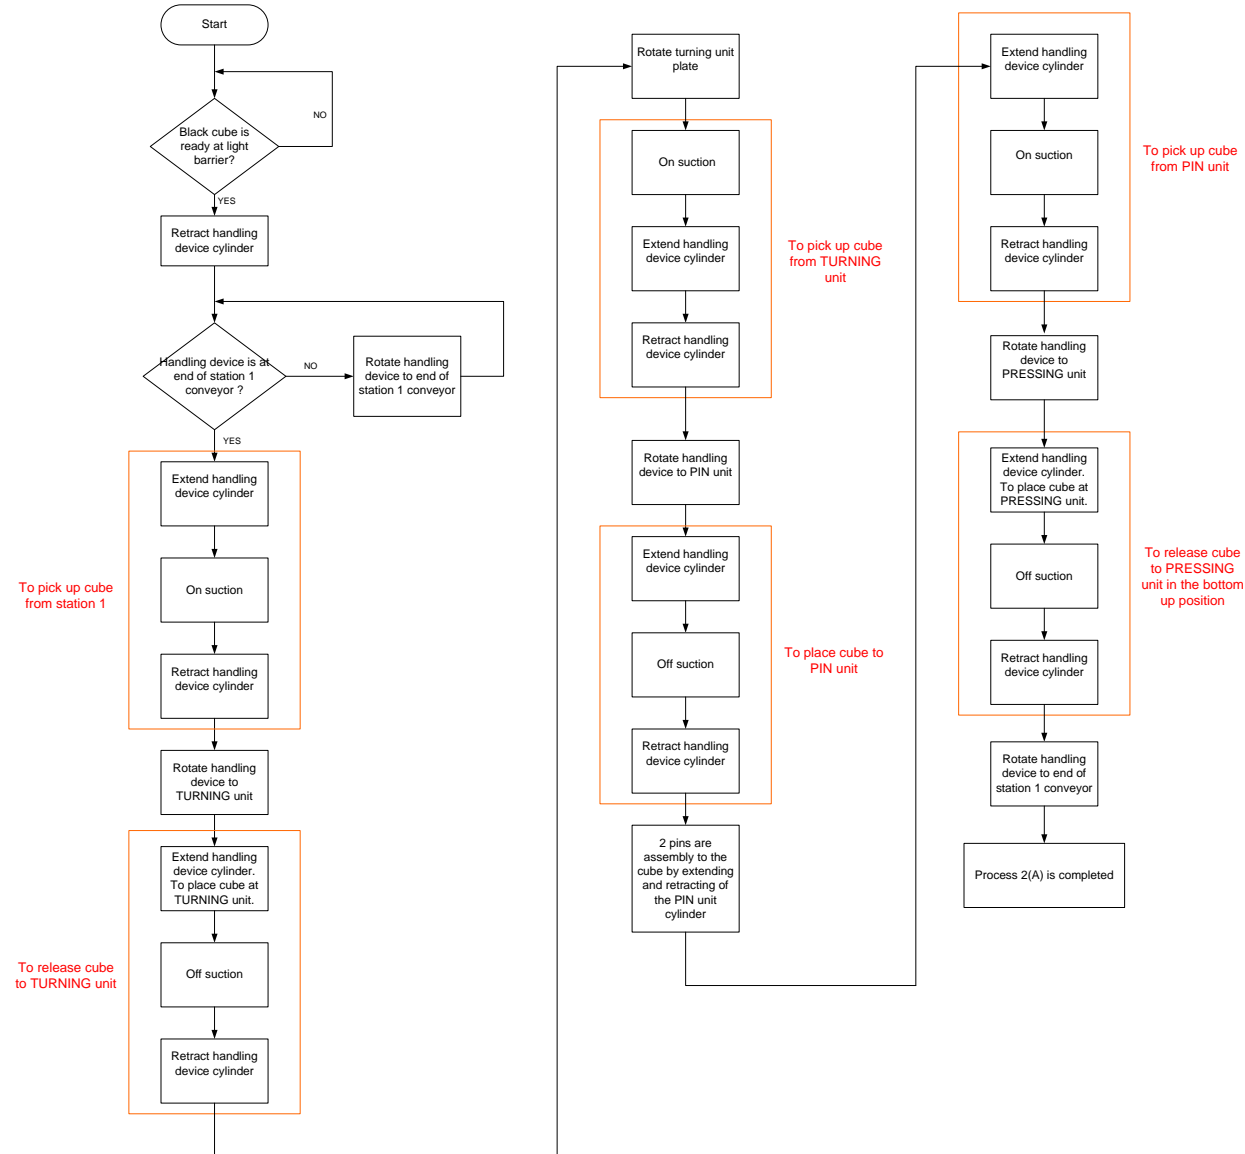 Start
NO
Black cube is
ready at light
barrier?
YES
Retract handling
device cylinder
Handling device is at
end of station 1
conveyor ?
NO
Rotate handling
device to end of
station 1 conveyor
YES
Extend handling
device cylinder
On suction
To pick up cube
from station 1
Retract handling
device cylinder
Rotate handling
device to
TURNING unit
Extend handling
device cylinder.
To place cube at
TURNING unit.
Off suction
To release cube
to TURNING unit
Retract handling
device cylinder
Rotate turning unit
plate
On suction
Extend handling
device cylinder
To pick up cube
from TURNING
unit
Retract handling
device cylinder
Rotate handling
device to PIN unit
Extend handling
device cylinder
Off suction
To place cube to
PIN unit
Retract handling
device cylinder
2 pins are
assembly to the
cube by extending
and retracting of
the PIN unit
cylinder
Extend handling
device cylinder
On suction
To pick up cube
from PIN unit
Retract handling
device cylinder
Rotate handling
device to
PRESSING unit
Extend handling
device cylinder.
To place cube at
PRESSING unit.
Off suction
To release cube
to PRESSING
unit in the bottom
up position
Retract handling
device cylinder
Rotate handling
device to end of
station 1 conveyor
Process 2(A) is completed